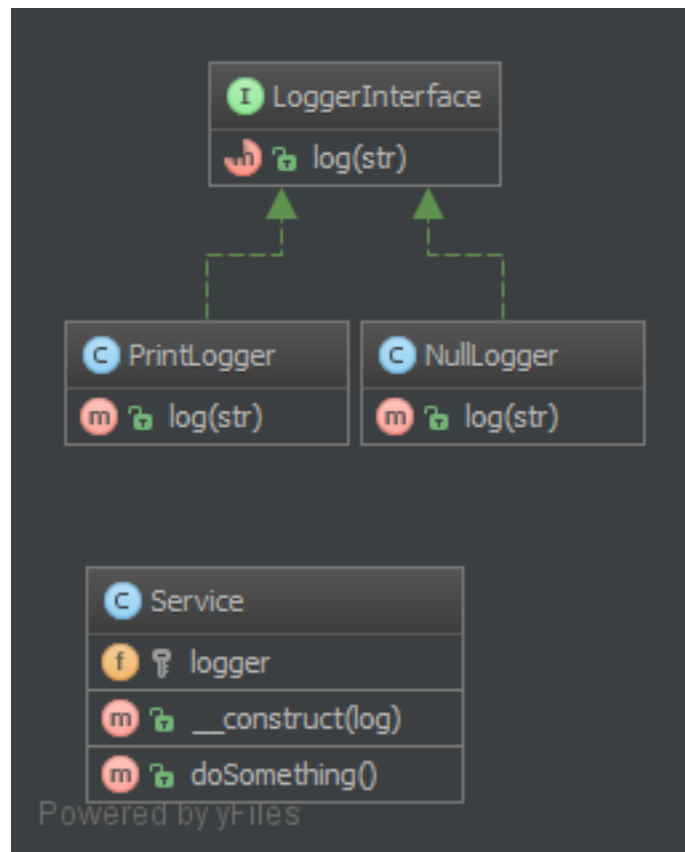 I LoggerInterface
m log(str)
C PrintLogger
m log(str)
C NullLogger
m log(str)
C Service
f logger
m __construct(log)
m doSomething()
Powered by yFiles